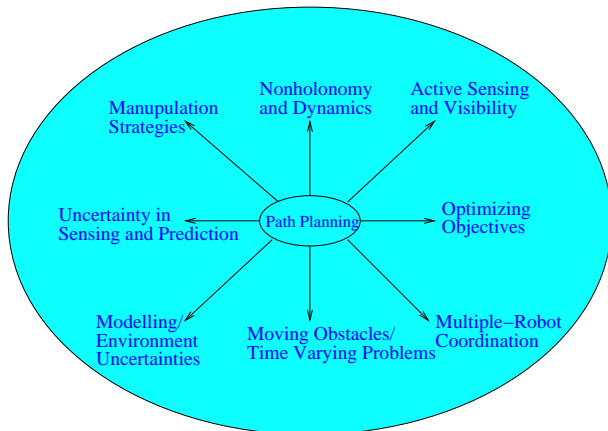 Manupulation
Strategies
Nonholonomy
and Dynamics
Active Sensing
and Visibility
Uncertainty in
Sensing and Prediction
Path Planning
Optimizing
Objectives
Modelling/
Environment
Uncertainties
Moving Obstacles/
Time Varying Problems
Multiple−Robot
Coordination